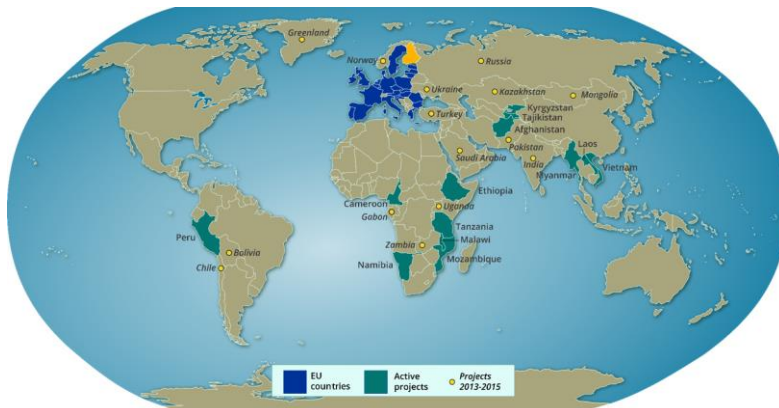 Greenland
Norway
Russia
Ukraine
Kazakhstan
Mongolia
Turkey
Kyrgyzstan
Tajikistan
Afghanistan
Laos
Pakistan
Saudi Arabia
India
Vietnam
Myanmar
Ethiopia
Cameroon
Gabon
Uganda
Tanzania
Peru
Bolivia
Zambia
Malawi
Chile
Namibia
Mozambique
EU
countries
Active
projects
Projects
2013-2015